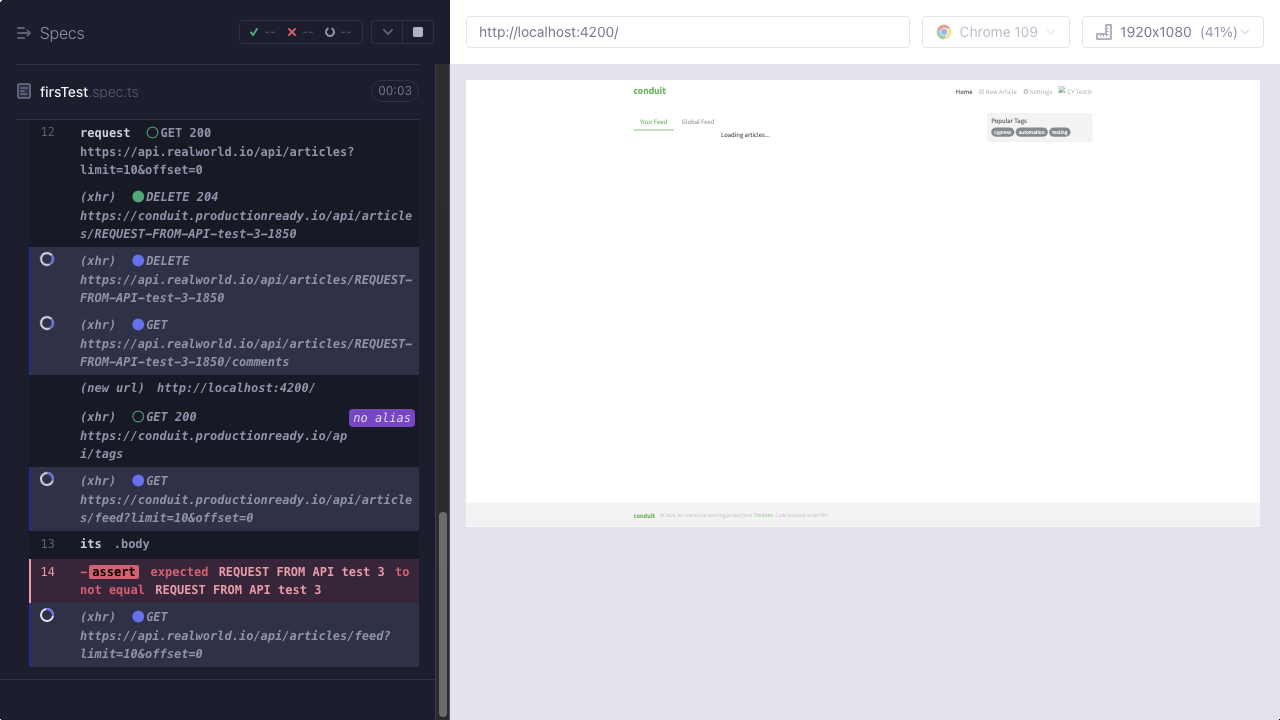 Specs
-- -- --
firsTest.spec.ts 00:03
12 request GET 200
https://api.realworld.io/api/articles?
limit=10&offset=0
(xhr) DELETE 204
https://conduit.productionready.io/api/article
s/REQUEST-FROM-API-test-3-1850
(xhr) DELETE
https://api.realworld.io/api/articles/REQUEST-
FROM-API-test-3-1850
(xhr) GET
https://api.realworld.io/api/articles/REQUEST-
FROM-API-test-3-1850/comments
(new url) http://localhost:4200/
(xhr) GET 200 no alias
https://conduit.productionready.io/ap
i/tags
(xhr) GET
https://conduit.productionready.io/api/article
s/feed?limit=10&offset=0
13 its .body
14 -assert expected REQUEST FROM API test 3 to
not equal REQUEST FROM API test 3
(xhr) GET
https://api.realworld.io/api/articles/feed?
limit=10&offset=0
http://localhost:4200/
Chrome 109
1920x1080 (41%)
conduit
Home New Article Settings CY Test3r
Your Feed Global Feed
Loading articles...
Popular Tags
cypress automation testing
conduit © 2023. An interactive learning project from Thinkster. Code licensed under MIT.